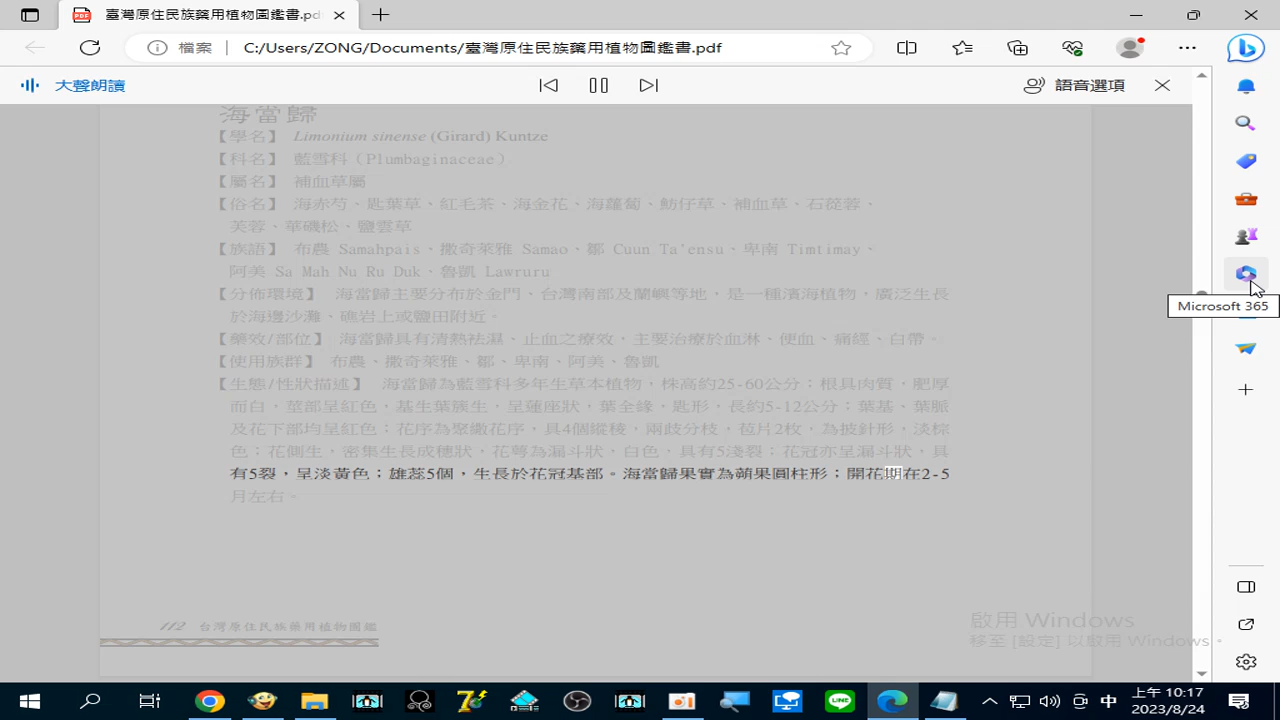 臺灣原住民族藥用植物圖鑑書.pdf
檔案
C:/Users/ZONG/Documents/臺灣原住民族藥用植物圖鑑書.pdf
大聲朗讀
語音選項
海當歸
【學名】 Limonium sinense (Girard) Kuntze
【科名】 藍雪科（Plumbaginaceae）
【屬名】 補血草屬
【俗名】 海赤芍、匙葉草、紅毛茶、海金花、海蘿蔔、魴仔草、補血草、石蓯蓉、
芙蓉、華磯松、鹽雲草
【族語】 布農 Samahpais、撒奇萊雅 Samao、鄒 Cuun Ta'ensu、卑南 Timtimay、
阿美 Sa Mah Nu Ru Duk、魯凱 Lawruru
【分佈環境】 海當歸主要分布於金門、台灣南部及蘭嶼等地，是一種濱海植物，廣泛生長
於海邊沙灘、礁岩上或鹽田附近。
【藥效/部位】 海當歸具有清熱袪濕、止血之療效，主要治療於血淋、便血、痛經、白帶。
【使用族群】 布農、撒奇萊雅、鄒、卑南、阿美、魯凱
【生態/性狀描述】 海當歸為藍雪科多年生草本植物，株高約25-60公分；根具肉質，肥厚
而白，莖部呈紅色，基生葉簇生，呈蓮座狀，葉全緣，匙形，長約5-12公分；葉基、葉脈
及花下部均呈紅色；花序為聚繖花序，具4個縱稜，兩歧分枝，苞片2枚，為披針形，淡棕
色；花側生，密集生長成穗狀，花萼為漏斗狀，白色，具有5淺裂；花冠亦呈漏斗狀，具
有5裂，呈淡黃色；雄蕊5個，生長於花冠基部。海當歸果實為蒴果圓柱形；開花期在2-5
月左右。
112 台灣原住民族藥用植物圖鑑
Microsoft 365
啟用 Windows
移至 [設定] 以啟用 Windows。
中
上午 10:17
2023/8/24